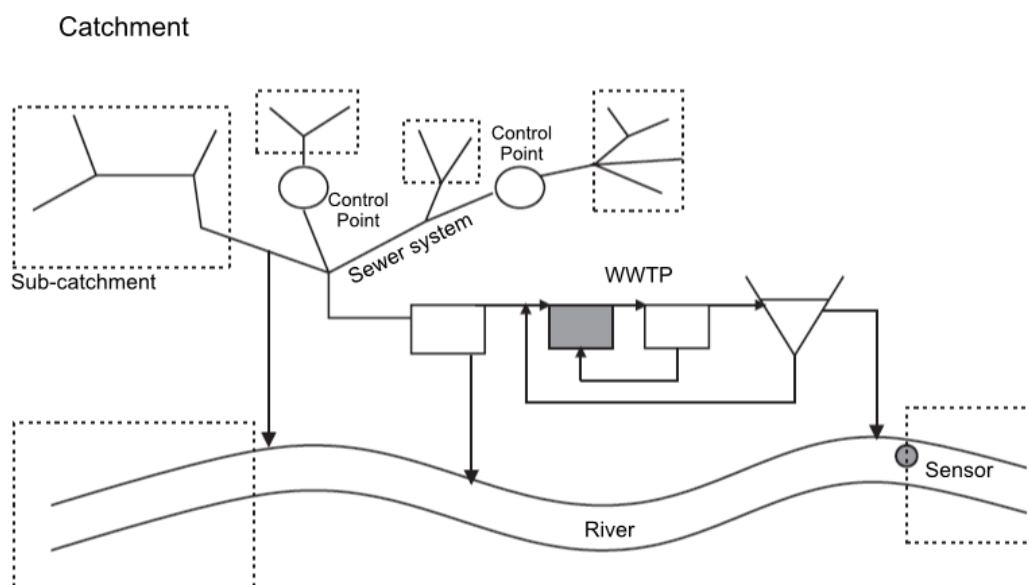 Catchment
Control
Point
Control
Point
Sewer system
Sub-catchment
WWTP
Sensor
River